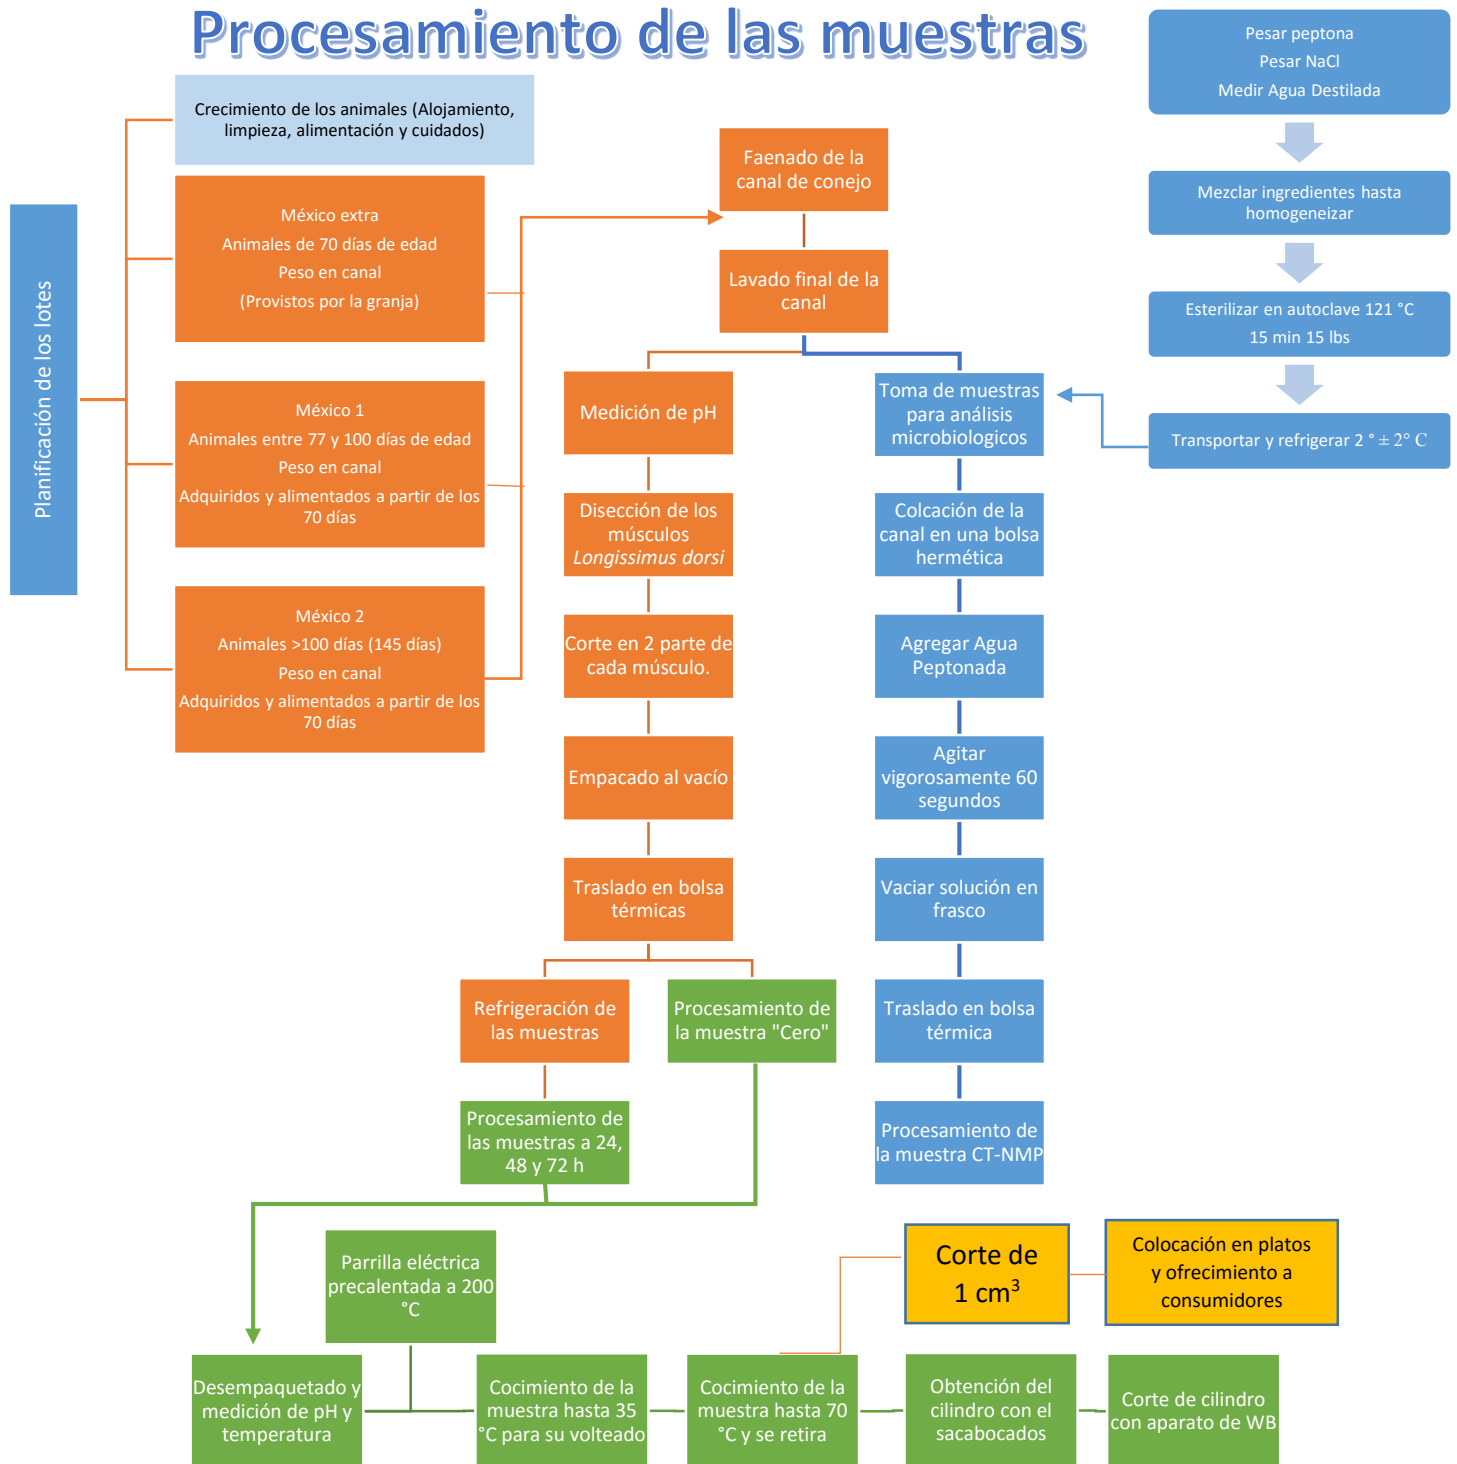 Procesamiento de las muestras
Planificación de los lotes
Crecimiento de los animales (Alojamiento,
limpieza, alimentación y cuidados)
México extra
Animales de 70 días de edad
Peso en canal
(Provistos por la granja)
México 1
Animales entre 77 y 100 días de edad
Peso en canal
Adquiridos y alimentados a partir de los
70 días
México 2
Animales >100 días (145 días)
Peso en canal
Adquiridos y alimentados a partir de los
70 días
Faenado de la
canal de conejo
Lavado final de la
canal
Medición de pH
Disección de los
músculos
Longissimus dorsi
Corte en 2 parte de
cada músculo.
Empacado al vacío
Traslado en bolsa
térmicas
Refrigeración de
las muestras
Procesamiento de
las muestras a 24,
48 y 72 h
Procesamiento de
la muestra "Cero"
Toma de muestras
para análisis
microbiologicos
Colcación de la
canal en una bolsa
hermética
Agregar Agua
Peptonada
Agitar
vigorosamente 60
segundos
Vaciar solución en
frasco
Traslado en bolsa
térmica
Procesamiento de
la muestra CT-NMP
Pesar peptona
Pesar NaCl
Medir Agua Destilada
Mezclar ingredientes hasta
homogeneizar
Esterilizar en autoclave 121 °C
15 min 15 lbs
Transportar y refrigerar 2 ° ± 2° C
Parrilla eléctrica
precalentada a 200
°C
Desempaquetado y
medición de pH y
temperatura
Cocimiento de la
muestra hasta 35
°C para su volteado
Cocimiento de la
muestra hasta 70
°C y se retira
Corte de
1 cm³
Colocación en platos
y ofrecimiento a
consumidores
Obtención del
cilindro con el
sacabocados
Corte de cilindro
con aparato de WB